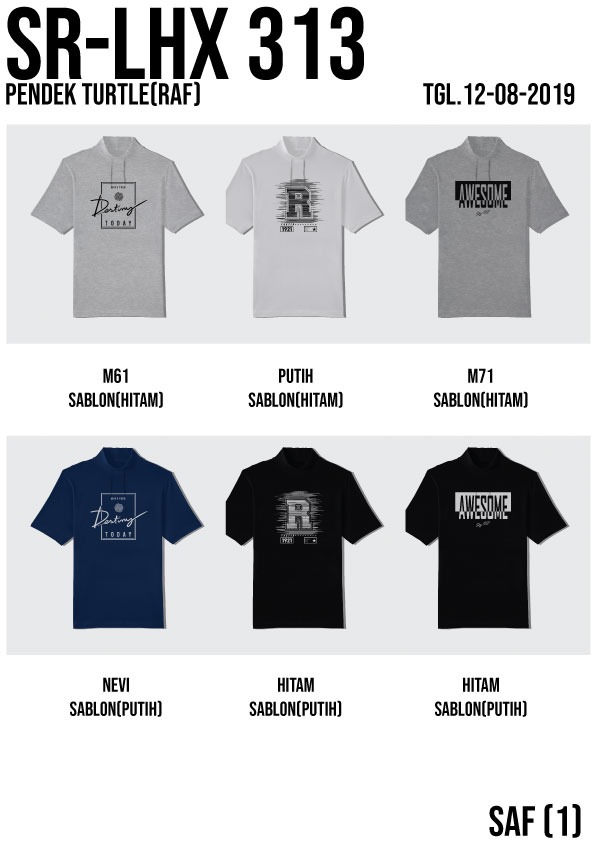 SR-LHX 313
PENDEK TURTLE(RAF)
TGL.12-08-2019
Destiny
TODAY
R
1921
AWESOME
M61
SABLON(HITAM)
PUTIH
SABLON(HITAM)
M71
SABLON(HITAM)
Destiny
TODAY
R
1921
AWESOME
NEVI
SABLON(PUTIH)
HITAM
SABLON(PUTIH)
HITAM
SABLON(PUTIH)
SAF (1)